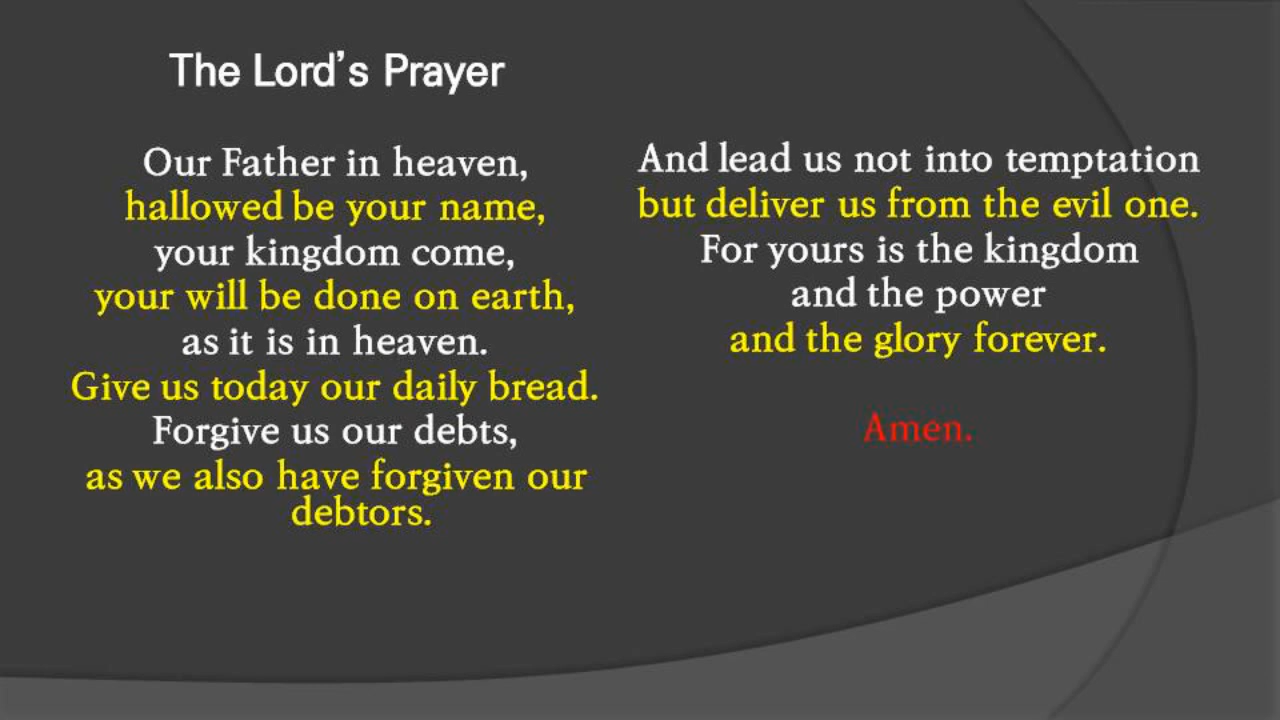 The Lord’s Prayer
Our Father in heaven,
hallowed be your name,
your kingdom come,
your will be done on earth,
as it is in heaven.
Give us today our daily bread.
Forgive us our debts,
as we also have forgiven our
debtors.
And lead us not into temptation
but deliver us from the evil one.
For yours is the kingdom
and the power
and the glory forever.
Amen.